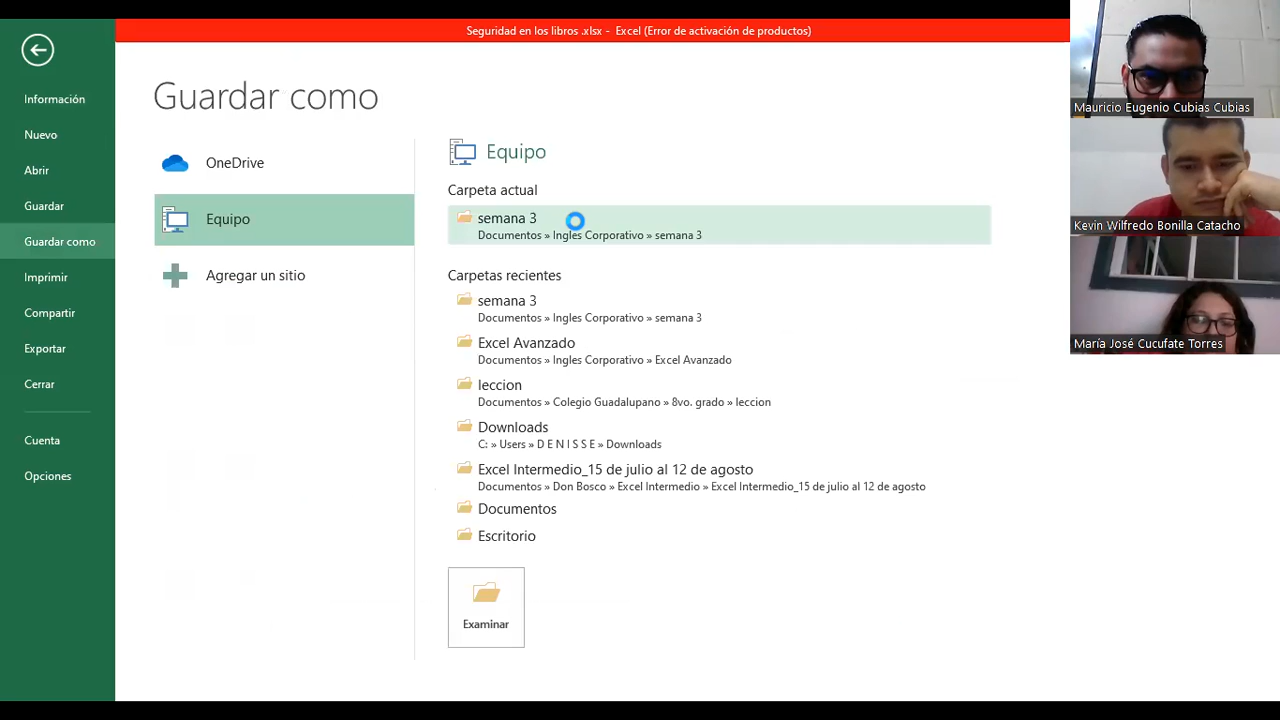 Seguridad en los libros .xlsx - Excel (Error de activación de productos)
Información
Nuevo
Abrir
Guardar
Guardar como
Imprimir
Compartir
Exportar
Cerrar
Cuenta
Opciones
Guardar como
OneDrive
Equipo
Agregar un sitio
Equipo
Carpeta actual
semana 3
Documentos » Ingles Corporativo » semana 3
Carpetas recientes
semana 3
Documentos » Ingles Corporativo » semana 3
Excel Avanzado
Documentos » Ingles Corporativo » Excel Avanzado
leccion
Documentos » Colegio Guadalupano » 8vo. grado » leccion
Downloads
C: » Users » D E N I S S E » Downloads
Excel Intermedio_15 de julio al 12 de agosto
Documentos » Don Bosco » Excel Intermedio » Excel Intermedio_15 de julio al 12 de agosto
Documentos
Escritorio
Examinar
Mauricio Eugenio Cubias Cubias
Kevin Wilfredo Bonilla Catacho
María José Cucufate Torres